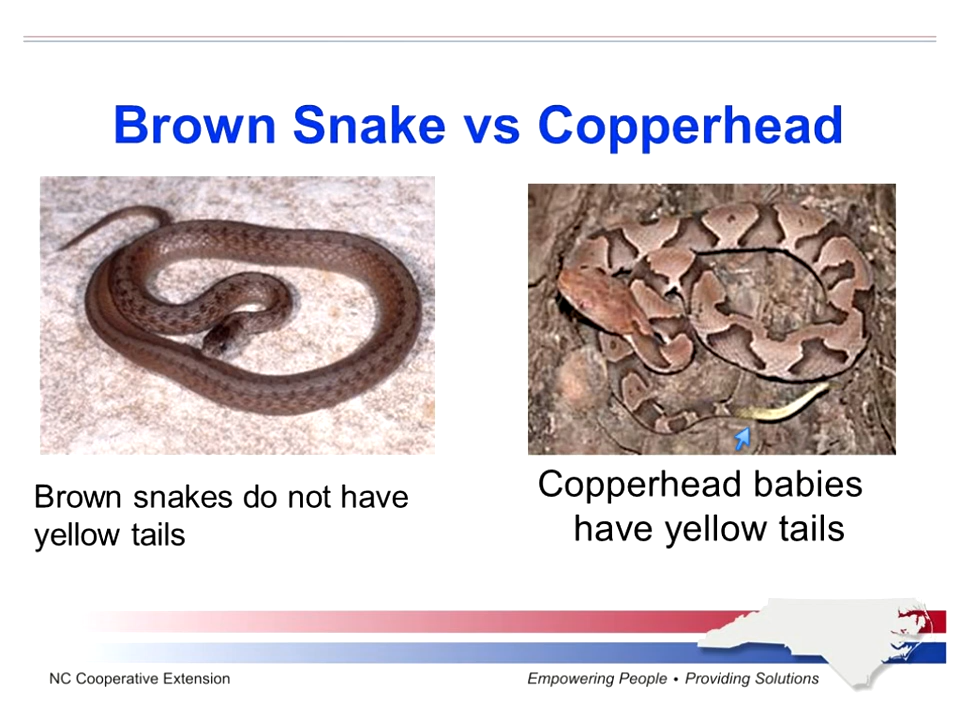 Brown Snake vs Copperhead
Brown snakes do not have
yellow tails
Copperhead babies
have yellow tails
NC Cooperative Extension
Empowering People • Providing Solutions